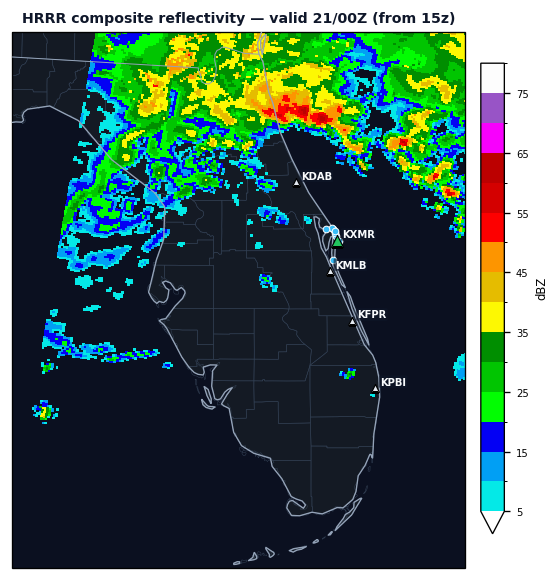 HRRR composite reflectivity — valid 21/00Z (from 15z)
KDAB
KXMR
KMLB
KFPR
KPBI
75
65
55
45
35
25
15
5
dBZ